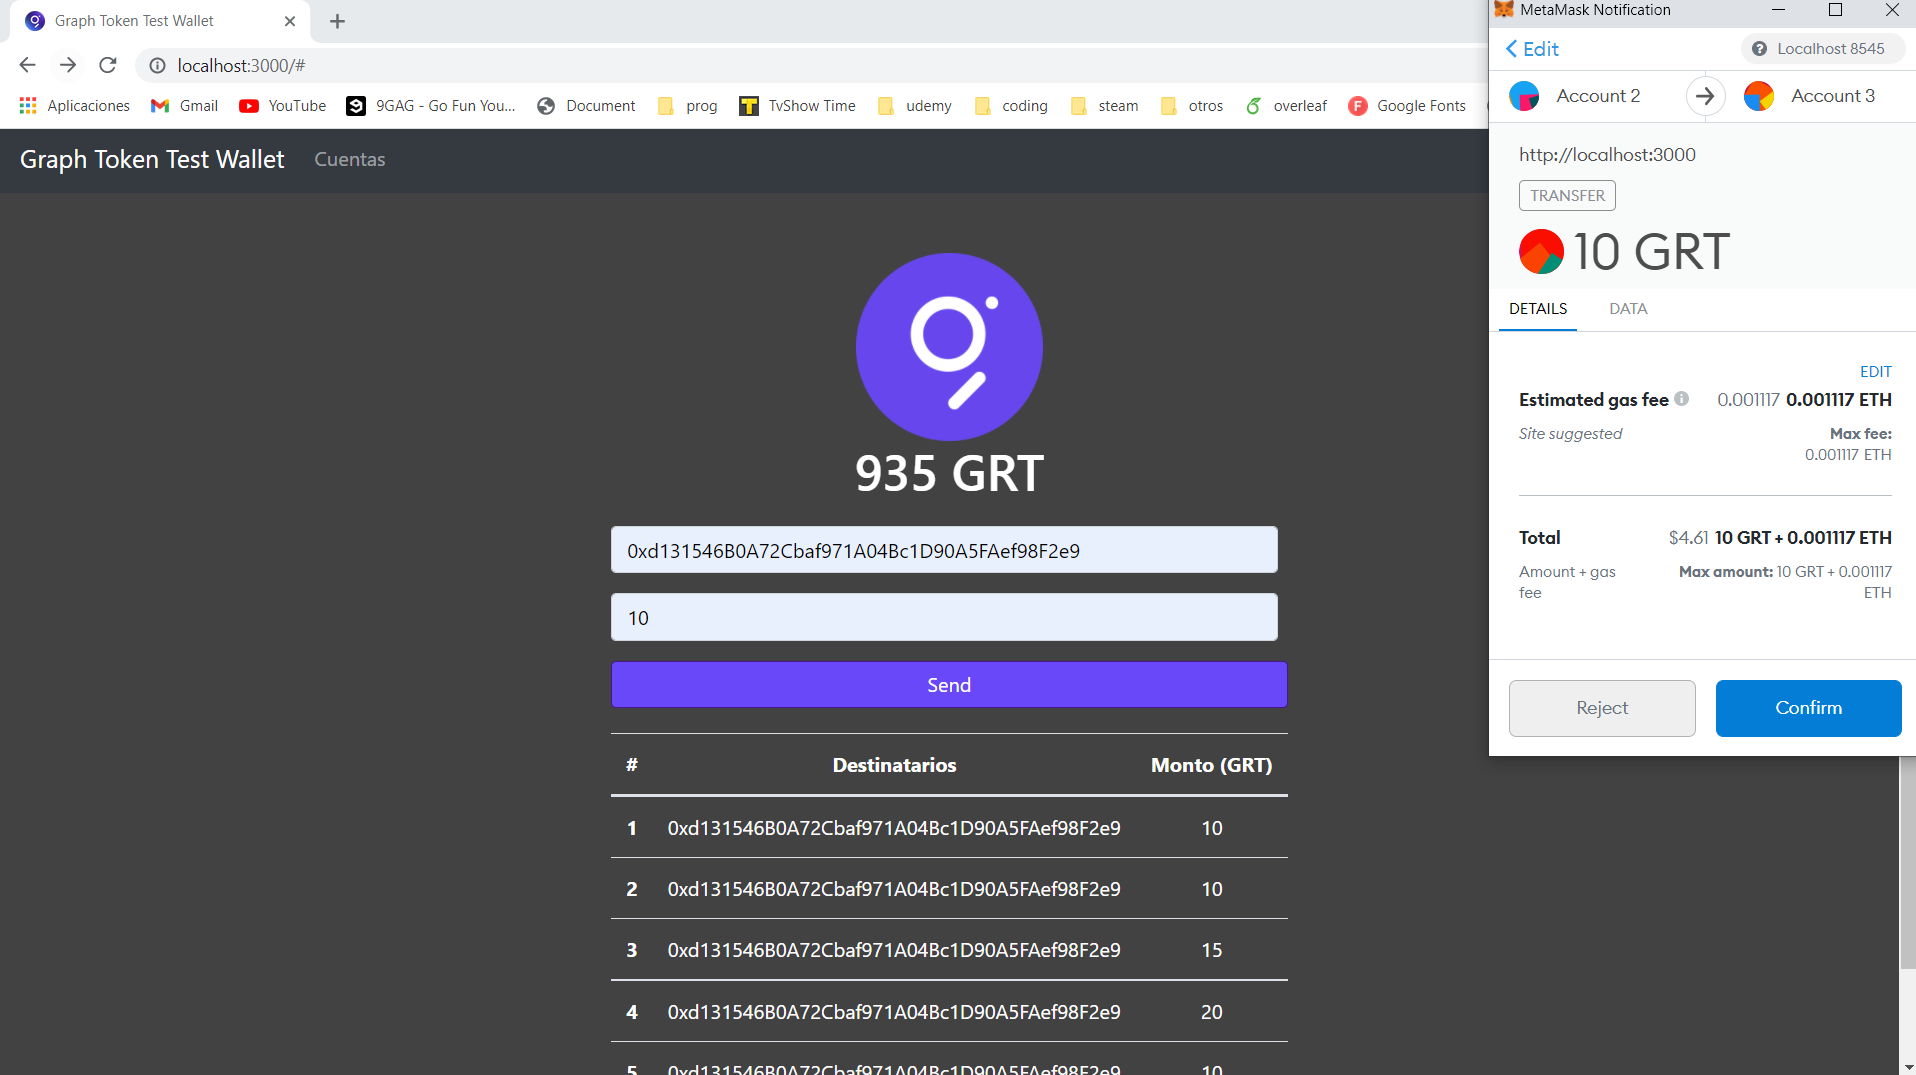 Graph Token Test Wallet
localhost:3000/#
Aplicaciones Gmail YouTube 9GAG - Go Fun You... Document prog TvShow Time udemy coding steam otros overleaf Google Fonts
Graph Token Test Wallet Cuentas
935 GRT
0xd131546B0A72Cbaf971A04Bc1D90A5FAef98F2e9
10
Send
# Destinatarios Monto (GRT)
1 0xd131546B0A72Cbaf971A04Bc1D90A5FAef98F2e9 10
2 0xd131546B0A72Cbaf971A04Bc1D90A5FAef98F2e9 10
3 0xd131546B0A72Cbaf971A04Bc1D90A5FAef98F2e9 15
4 0xd131546B0A72Cbaf971A04Bc1D90A5FAef98F2e9 20
5 0xd131546B0A72Cbaf971A04Bc1D90A5FAef98F2e9 10
MetaMask Notification
Edit Localhost 8545
Account 2 Account 3
http://localhost:3000
TRANSFER
10 GRT
DETAILS DATA
EDIT
Estimated gas fee 0.001117 0.001117 ETH
Site suggested Max fee:
0.001117 ETH
Total $4.61 10 GRT + 0.001117 ETH
Amount + gas Max amount: 10 GRT + 0.001117
fee ETH
Reject Confirm